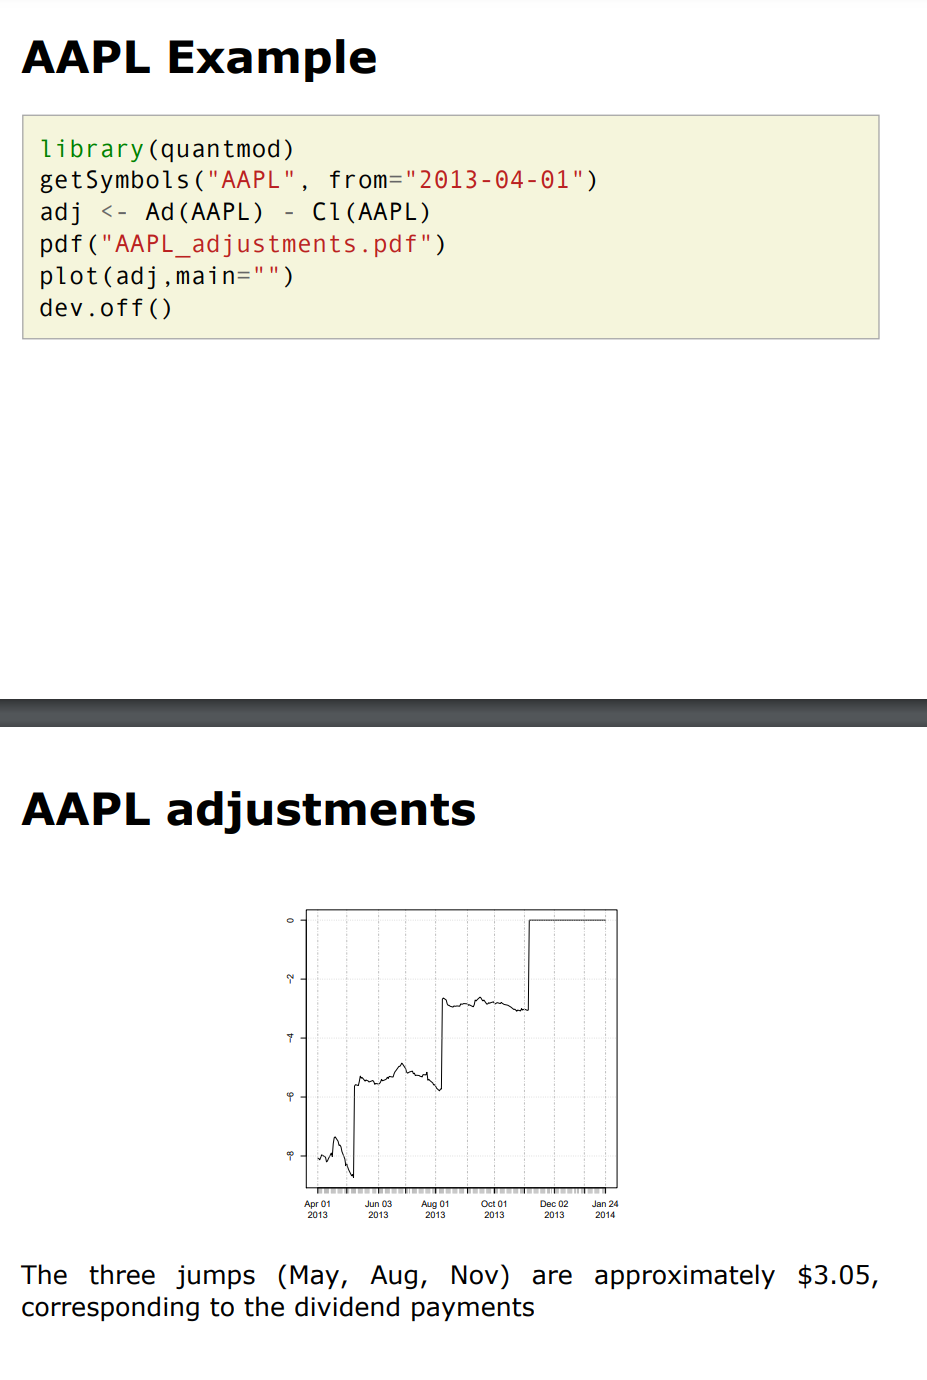 AAPL Example
library(quantmod)
getSymbols("AAPL", from="2013-04-01")
adj <- Ad(AAPL) - Cl(AAPL)
pdf("AAPL_adjustments.pdf")
plot(adj,main="")
dev.off()
AAPL adjustments
0
-2
-4
-6
-8
Apr 01 Jun 03 Aug 01 Oct 01 Dec 02 Jan 24
2013 2013 2013 2013 2013 2014
The three jumps (May, Aug, Nov) are approximately $3.05,
corresponding to the dividend payments